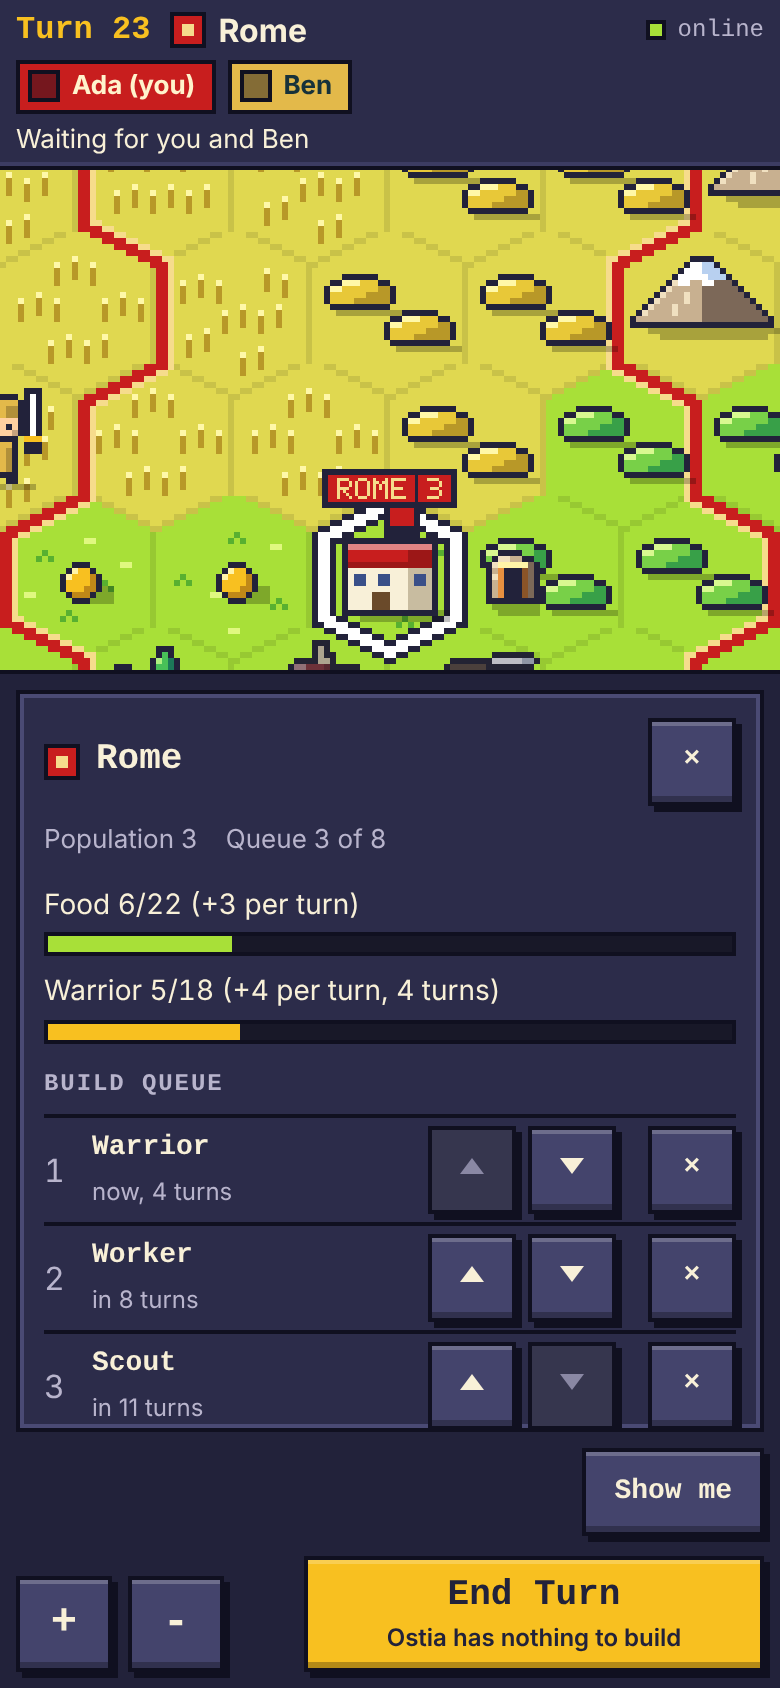 Turn 23 Rome online
Ada (you) Ben
Waiting for you and Ben
ROME 3
Rome ×
Population 3 Queue 3 of 8
Food 6/22 (+3 per turn)
Warrior 5/18 (+4 per turn, 4 turns)
BUILD QUEUE
1 Warrior ×
now, 4 turns
2 Worker ×
in 8 turns
3 Scout ×
in 11 turns
Show me
+ - End Turn
Ostia has nothing to build